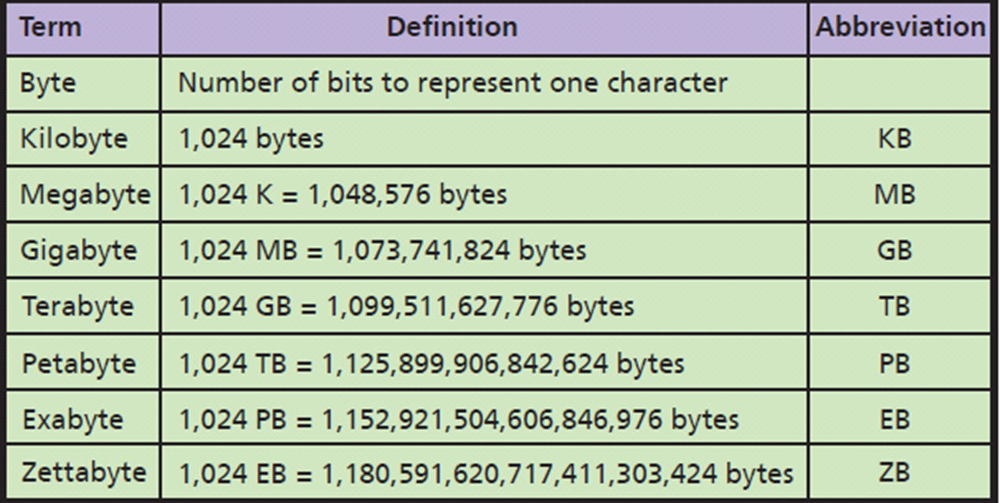 Term Definition Abbreviation
Byte Number of bits to represent one character
Kilobyte 1,024 bytes KB
Megabyte 1,024 K = 1,048,576 bytes MB
Gigabyte 1,024 MB = 1,073,741,824 bytes GB
Terabyte 1,024 GB = 1,099,511,627,776 bytes TB
Petabyte 1,024 TB = 1,125,899,906,842,624 bytes PB
Exabyte 1,024 PB = 1,152,921,504,606,846,976 bytes EB
Zettabyte 1,024 EB = 1,180,591,620,717,411,303,424 bytes ZB